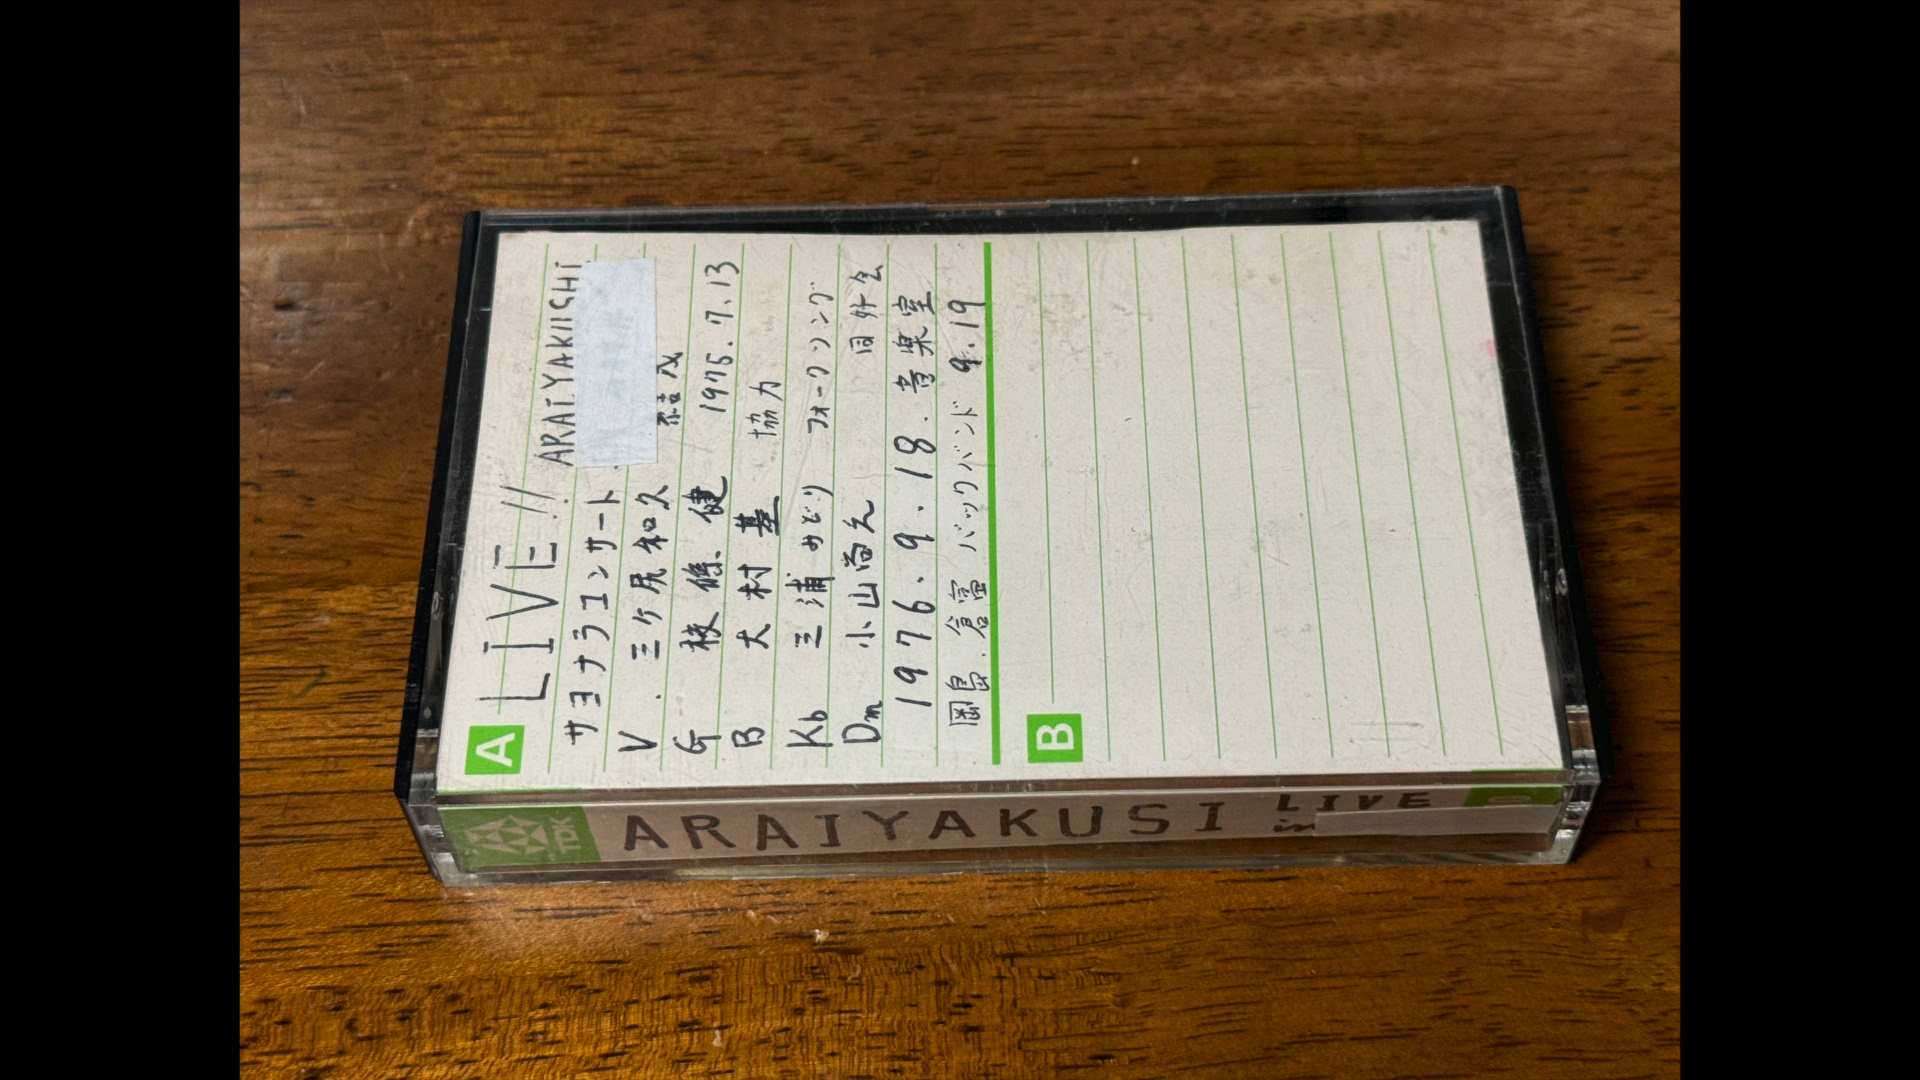 A LIVE!! ARAIYAKUSHI
サヨナラコンサート
V. 三ケ尻和久 結成
G 健 1975.7.13
B 大村 基 協力
Kb 三浦みどり フォークソング
Dm 小山尚之 同好会
1976.9.18. 音楽室
岡島.倉富 バックバンド 9.19
B
TDK ARAIYAKUSI LIVE in